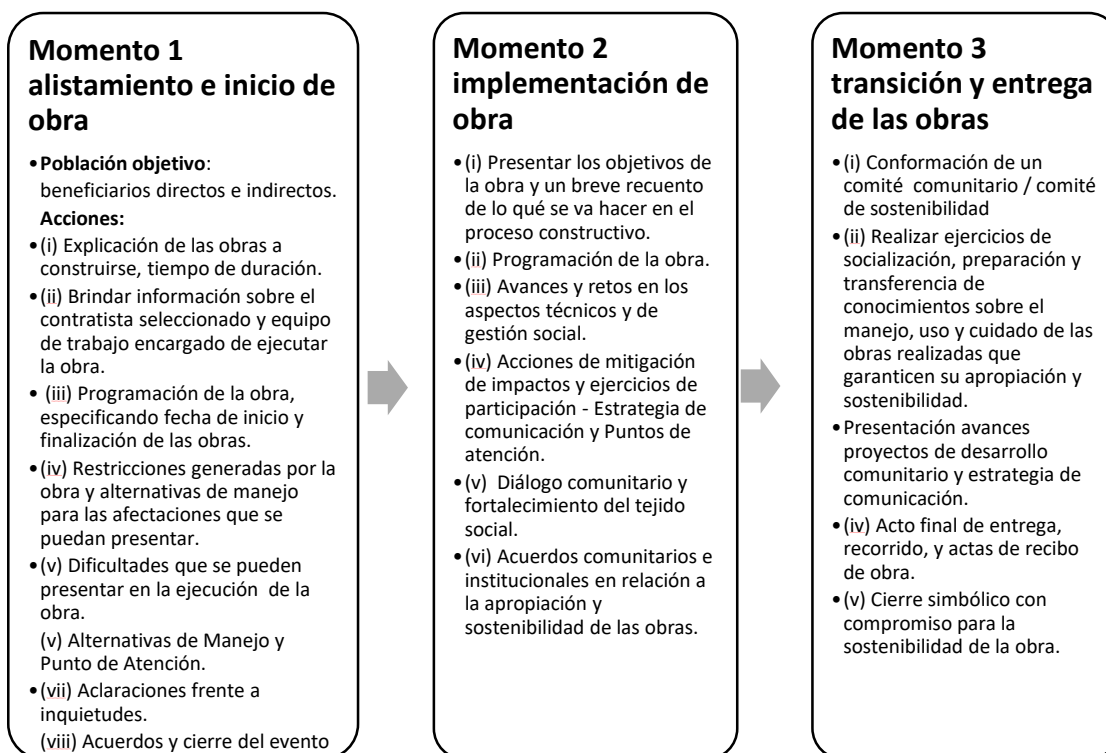 Momento 1
alistamiento e inicio de
obra
•Población objetivo:
beneficiarios directos e indirectos.
Acciones:
•(i) Explicación de las obras a
construirse, tiempo de duración.
•(ii) Brindar información sobre el
contratista seleccionado y equipo
de trabajo encargado de ejecutar
la obra.
• (iii) Programación de la obra,
especificando fecha de inicio y
finalización de las obras.
•(iv) Restricciones generadas por la
obra y alternativas de manejo
para las afectaciones que se
puedan presentar.
•(v) Dificultades que se pueden
presentar en la ejecución de la
obra.
(v) Alternativas de Manejo y
Punto de Atención.
•(vii) Aclaraciones frente a
inquietudes.
(viii) Acuerdos y cierre del evento
Momento 2
implementación de
obra
•(i) Presentar los objetivos de
la obra y un breve recuento
de lo qué se va hacer en el
proceso constructivo.
•(ii) Programación de la obra.
•(iii) Avances y retos en los
aspectos técnicos y de
gestión social.
•(iv) Acciones de mitigación
de impactos y ejercicios de
participación - Estrategia de
comunicación y Puntos de
atención.
•(v) Diálogo comunitario y
fortalecimiento del tejido
social.
•(vi) Acuerdos comunitarios e
institucionales en relación a
la apropiación y
sostenibilidad de las obras.
Momento 3
transición y entrega
de las obras
•(i) Conformación de un
comité comunitario / comité
de sostenibilidad
•(ii) Realizar ejercicios de
socialización, preparación y
transferencia de
conocimientos sobre el
manejo, uso y cuidado de las
obras realizadas que
garanticen su apropiación y
sostenibilidad.
•Presentación avances
proyectos de desarrollo
comunitario y estrategia de
comunicación.
•(iv) Acto final de entrega,
recorrido, y actas de recibo
de obra.
•(v) Cierre simbólico con
compromiso para la
sostenibilidad de la obra.